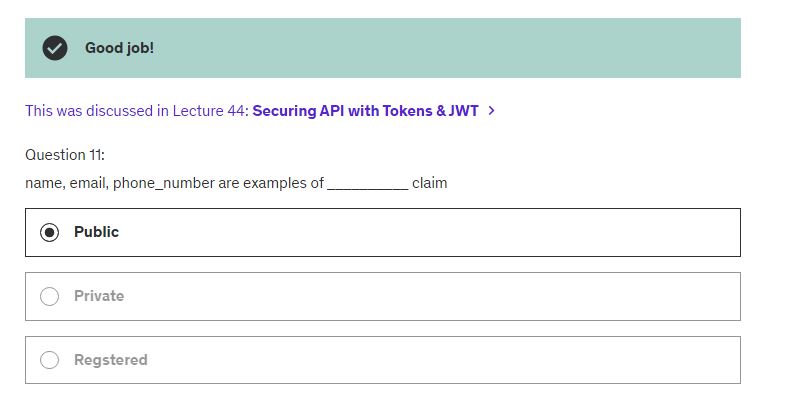 Good job!
This was discussed in Lecture 44: Securing API with Tokens & JWT >
Question 11:
name, email, phone_number are examples of __________ claim
Public
Private
Regstered